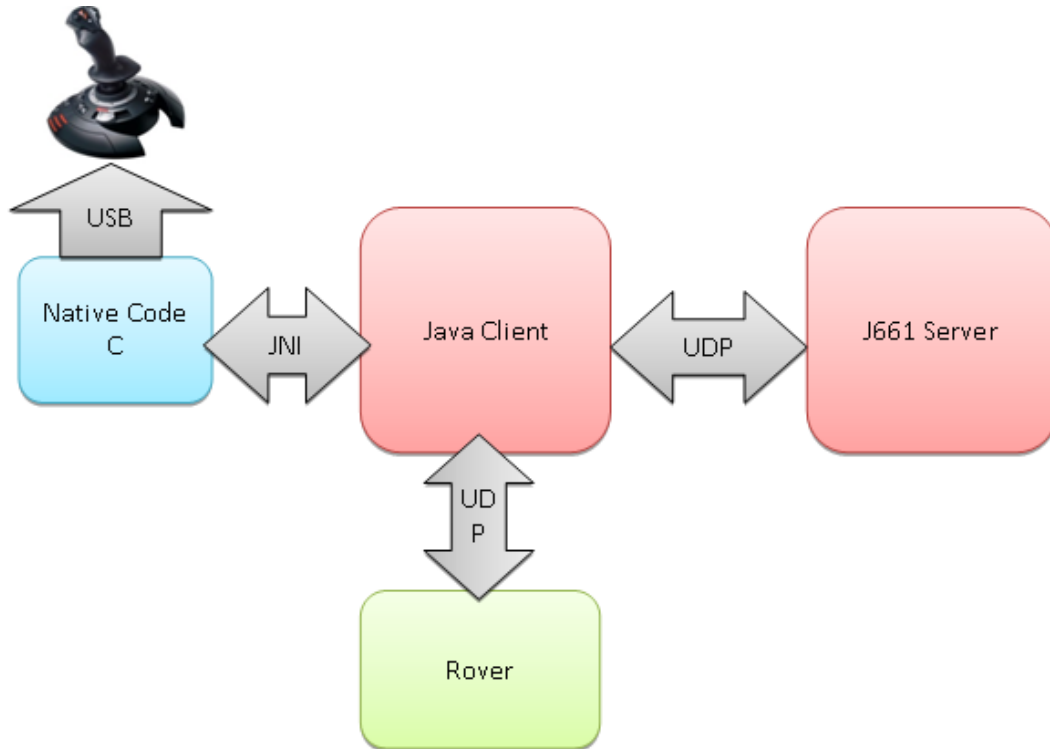 USB
Native Code
C
JNI
Java Client
UDP
J661 Server
UD
P
Rover